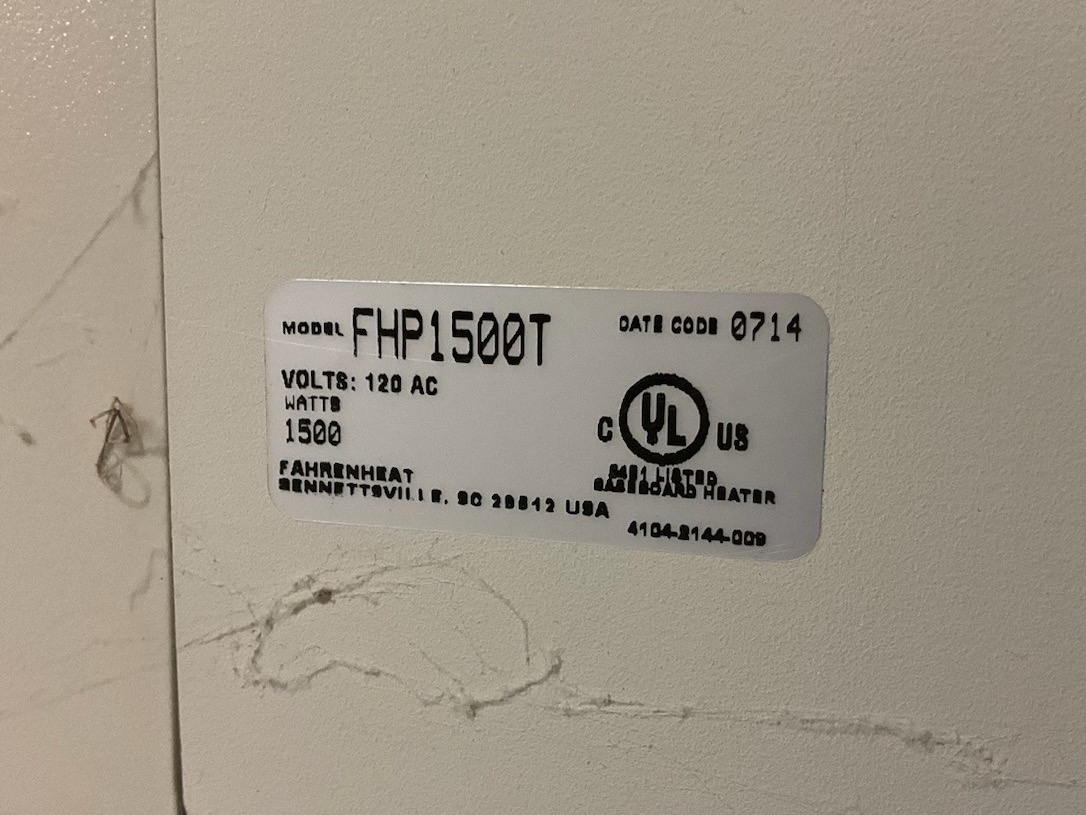 MODEL FHP1500T DATE CODE 0714
VOLTS: 120 AC
WATTS
1500
C UL US
FAHRENHEAT
BENNETTSVILLE, SC 29512 USA
LISTED
BASEBOARD HEATER
4104-2144-009